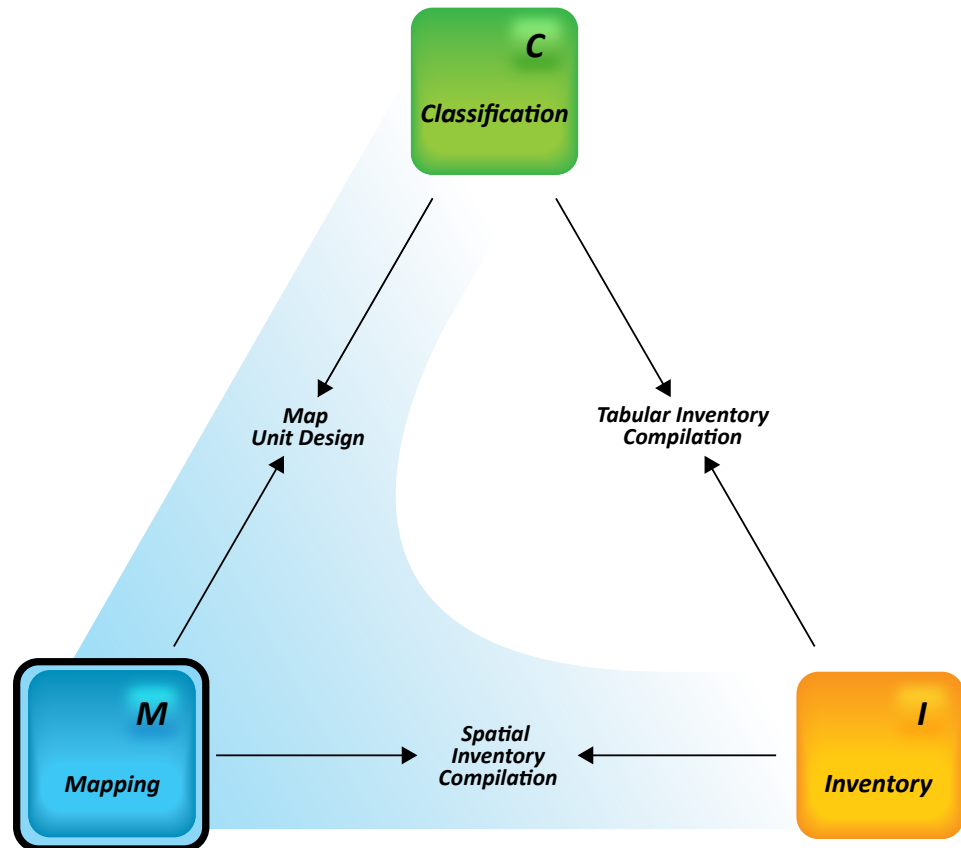 C
Classification
Map
Unit Design
Tabular Inventory
Compilation
M
Mapping
Spatial
Inventory
Compilation
I
Inventory